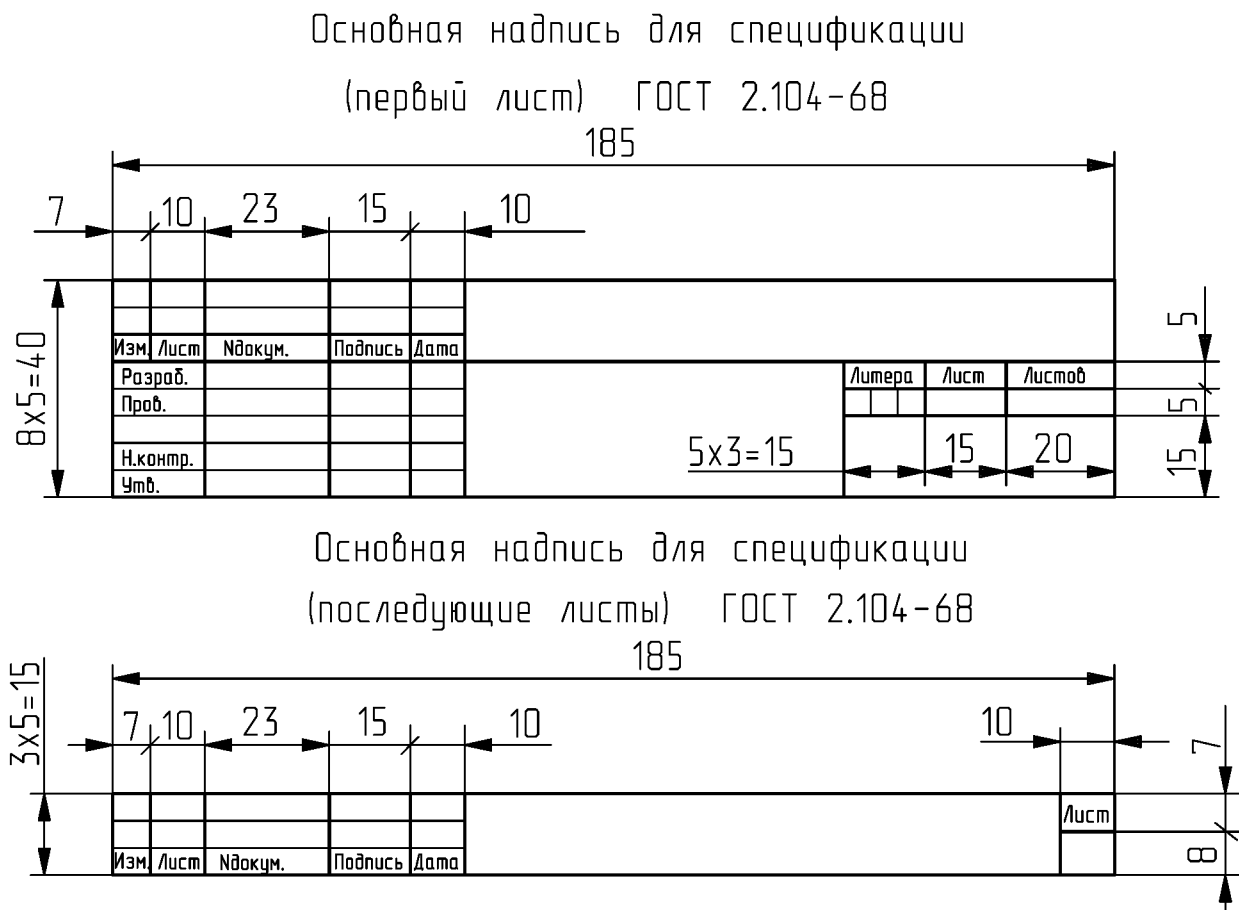 Основная надпись для спецификации
(первый лист) ГОСТ 2.104-68
185
7 10 23 15 10
8x5=40
Изм. Лист Nдокум. Подпись Дата
5
Разраб. Литера Лист Листов
Пров.
5
Н.контр.
5x3=15 15 20
15
Утв.
Основная надпись для спецификации
(последующие листы) ГОСТ 2.104-68
185
3x5=15
7 10 23 15 10 10
7
Лист
8
Изм. Лист Nдокум. Подпись Дата